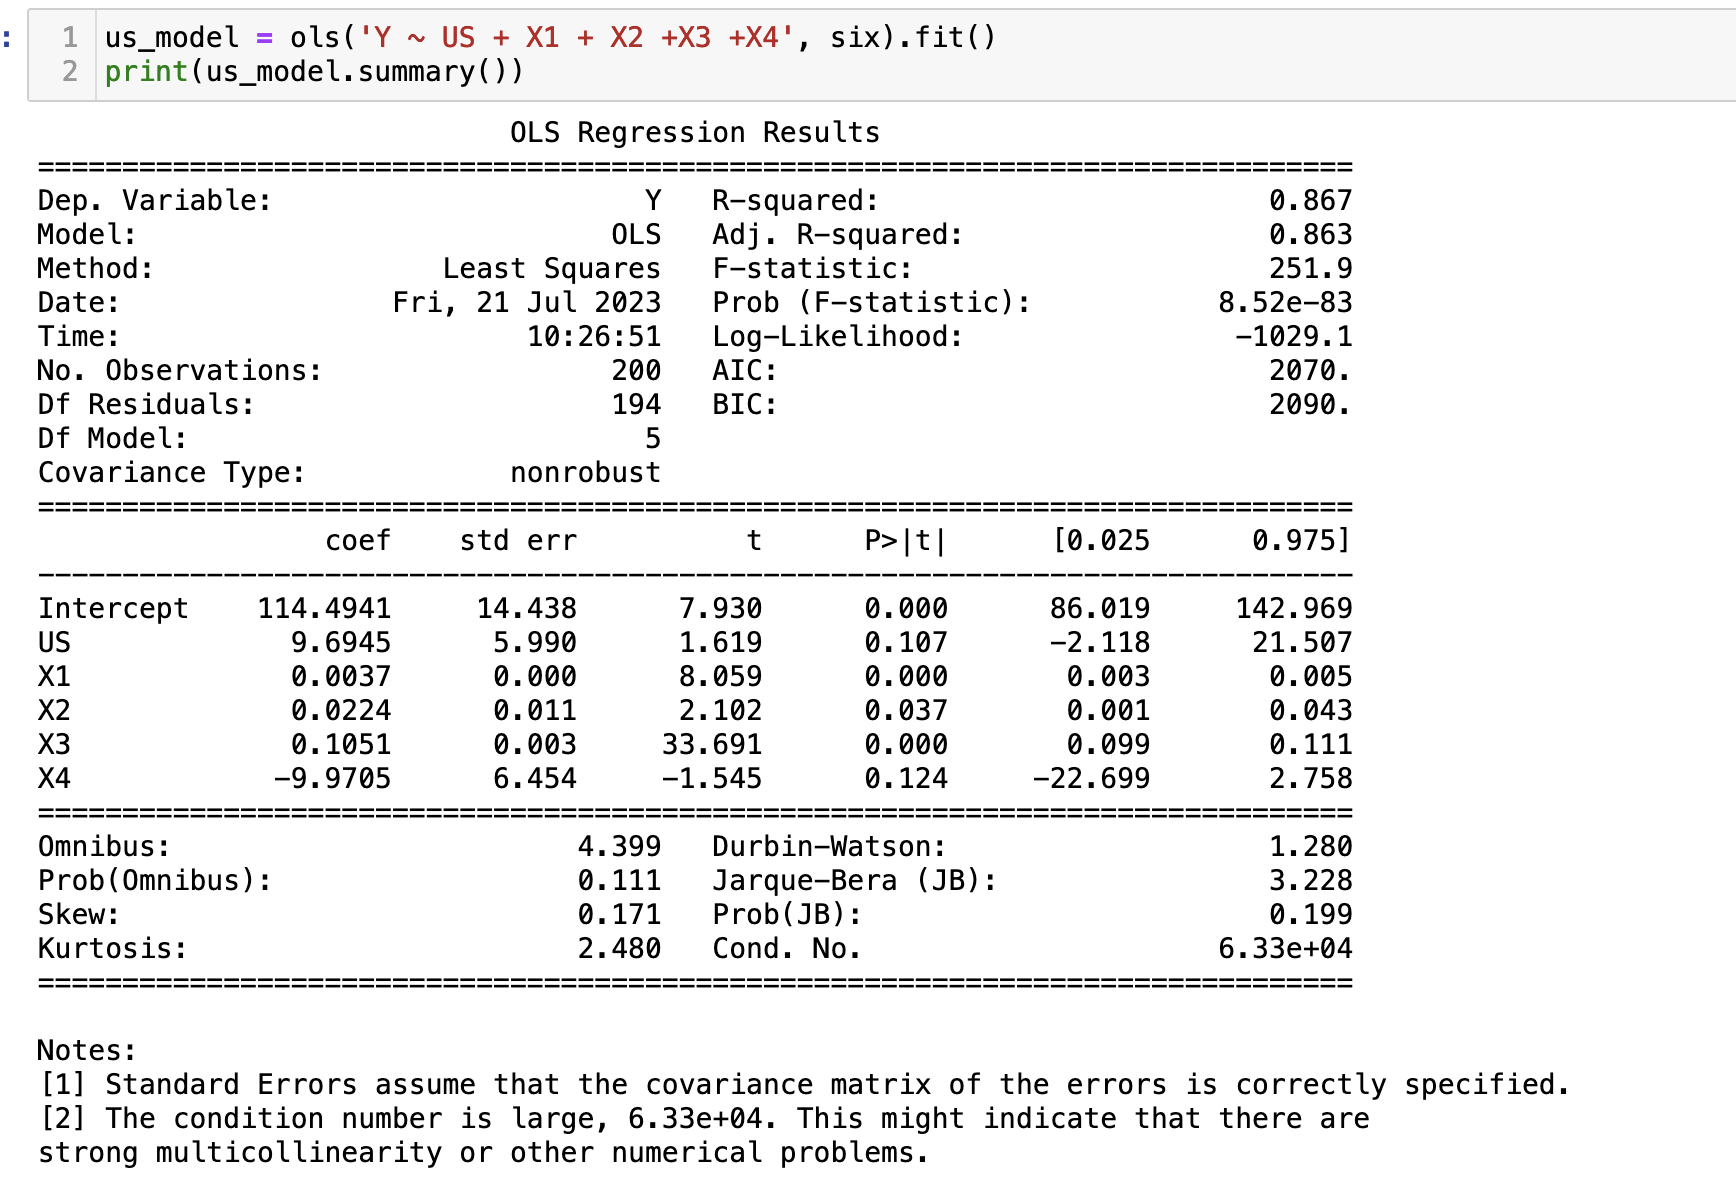 :
1 us_model = ols('Y ~ US + X1 + X2 +X3 +X4', six).fit()
2 print(us_model.summary())
OLS Regression Results
==============================================================================
Dep. Variable: Y R-squared: 0.867
Model: OLS Adj. R-squared: 0.863
Method: Least Squares F-statistic: 251.9
Date: Fri, 21 Jul 2023 Prob (F-statistic): 8.52e-83
Time: 10:26:51 Log-Likelihood: -1029.1
No. Observations: 200 AIC: 2070.
Df Residuals: 194 BIC: 2090.
Df Model: 5
Covariance Type: nonrobust
==============================================================================
coef std err t P>|t| [0.025 0.975]
------------------------------------------------------------------------------
Intercept 114.4941 14.438 7.930 0.000 86.019 142.969
US 9.6945 5.990 1.619 0.107 -2.118 21.507
X1 0.0037 0.000 8.059 0.000 0.003 0.005
X2 0.0224 0.011 2.102 0.037 0.001 0.043
X3 0.1051 0.003 33.691 0.000 0.099 0.111
X4 -9.9705 6.454 -1.545 0.124 -22.699 2.758
==============================================================================
Omnibus: 4.399 Durbin-Watson: 1.280
Prob(Omnibus): 0.111 Jarque-Bera (JB): 3.228
Skew: 0.171 Prob(JB): 0.199
Kurtosis: 2.480 Cond. No. 6.33e+04
==============================================================================
Notes:
[1] Standard Errors assume that the covariance matrix of the errors is correctly specified.
[2] The condition number is large, 6.33e+04. This might indicate that there are
strong multicollinearity or other numerical problems.